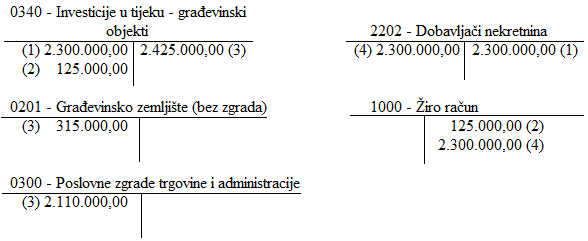 0340 - Investicije u tijeku - građevinski
objekti
(1) 2.300.000,00 2.425.000,00 (3)
(2) 125.000,00
2202 - Dobavljači nekretnina
(4) 2.300.000,00 2.300.000,00 (1)
0201 - Građevinsko zemljište (bez zgrada)
(3) 315.000,00
1000 - Žiro račun
125.000,00 (2)
2.300.000,00 (4)
0300 - Poslovne zgrade trgovine i administracije
(3) 2.110.000,00